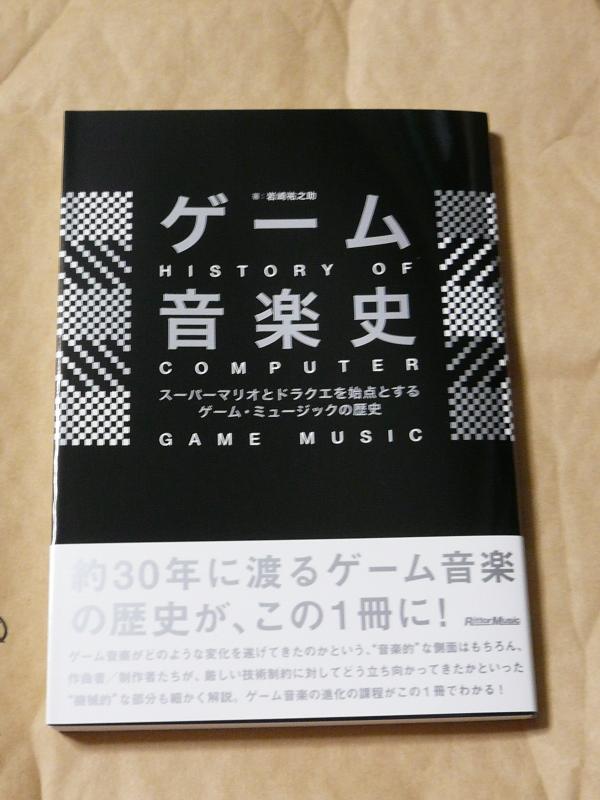 著：岩崎祐之助
ゲーム
HISTORY OF
音楽史
COMPUTER
スーパーマリオとドラクエを始点とする
ゲーム・ミュージックの歴史
GAME MUSIC
約30年に渡るゲーム音楽
の歴史が、この1冊に！
Rittor Music
ゲーム音楽がどのような変化を遂げてきたのかという、“音楽的”な側面はもちろん、
作曲者／制作者たちが、厳しい技術制約に対してどう立ち向かってきたかといった
“機械的”な部分も細かく解説。ゲーム音楽の進化の課程がこの1冊でわかる！